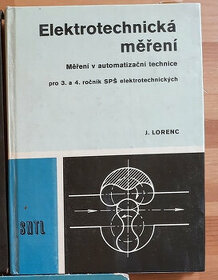 Elektrotechnická
měření
Měření v automatizační technice
pro 3. a 4. ročník SPŠ elektrotechnických
J. LORENC
SNTL